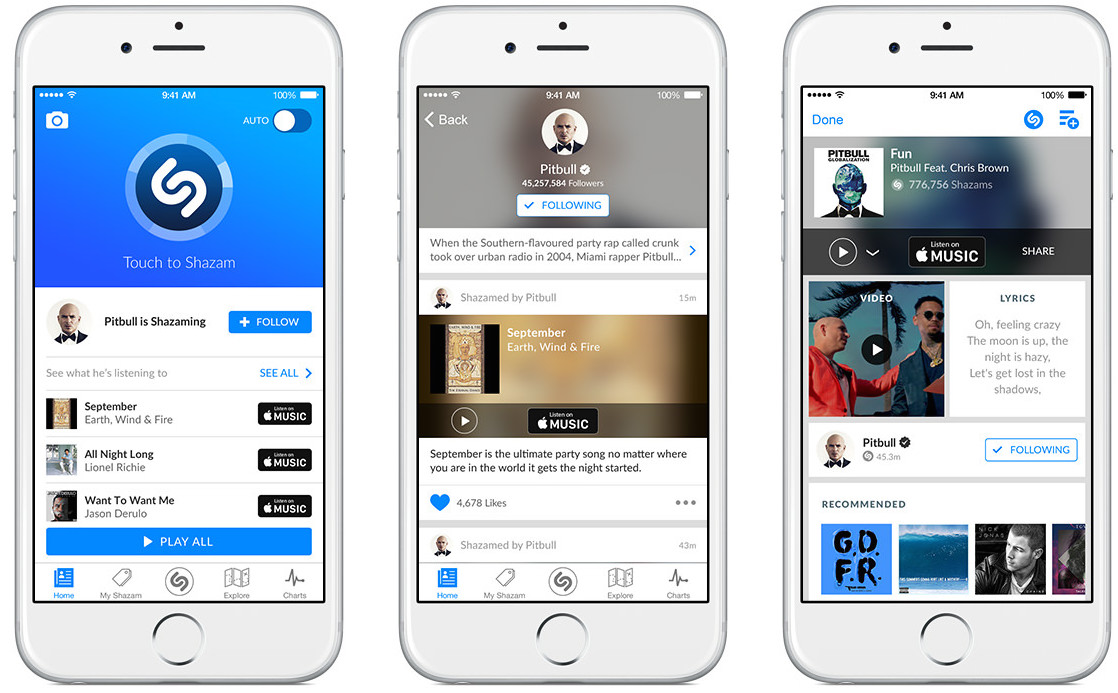 9:41 AM
100%
AUTO
Touch to Shazam
Pitbull is Shazaming
+ FOLLOW
See what he's listening to
SEE ALL
September
Earth, Wind & Fire
Listen on
MUSIC
All Night Long
Lionel Richie
Listen on
MUSIC
Want To Want Me
Jason Derulo
Listen on
MUSIC
PLAY ALL
Home
My Shazam
Explore
Charts
9:41 AM
100%
Back
Pitbull
45,257,584 Followers
FOLLOWING
When the Southern-flavoured party rap called crunk
took over urban radio in 2004, Miami rapper Pitbull...
Shazamed by Pitbull
15m
September
Earth, Wind & Fire
Listen on
MUSIC
September is the ultimate party song no matter where
you are in the world it gets the night started.
4,678 Likes
Shazamed by Pitbull
43m
Home
My Shazam
Explore
Charts
9:41 AM
100%
Done
PITBULL
GLOBALIZATION
Fun
Pitbull Feat. Chris Brown
776,756 Shazams
Listen on
MUSIC
SHARE
VIDEO
LYRICS
Oh, feeling crazy
The moon is up, the
night is hazy,
Let's get lost in the
shadows,
Pitbull
45.3m
FOLLOWING
RECOMMENDED
G.D.
F.R.
NICK
JONAS